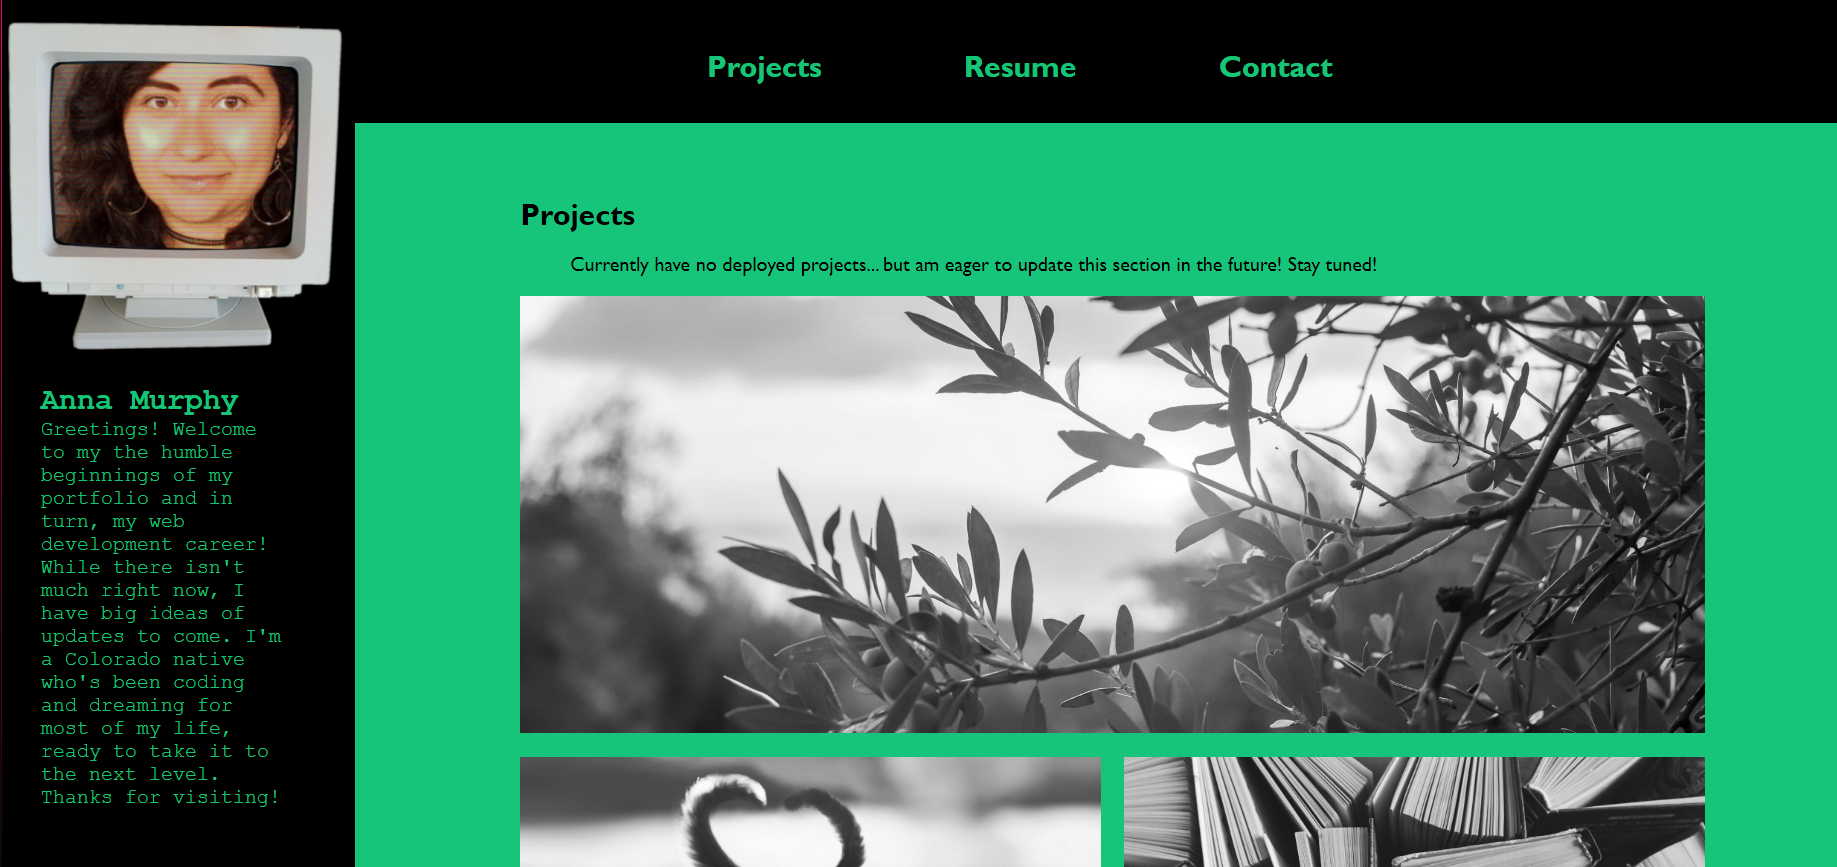 Projects Resume Contact
Anna Murphy
Greetings! Welcome
to my the humble
beginnings of my
portfolio and in
turn, my web
development career!
While there isn't
much right now, I
have big ideas of
updates to come. I'm
a Colorado native
who's been coding
and dreaming for
most of my life,
ready to take it to
the next level.
Thanks for visiting!
Projects
Currently have no deployed projects... but am eager to update this section in the future! Stay tuned!